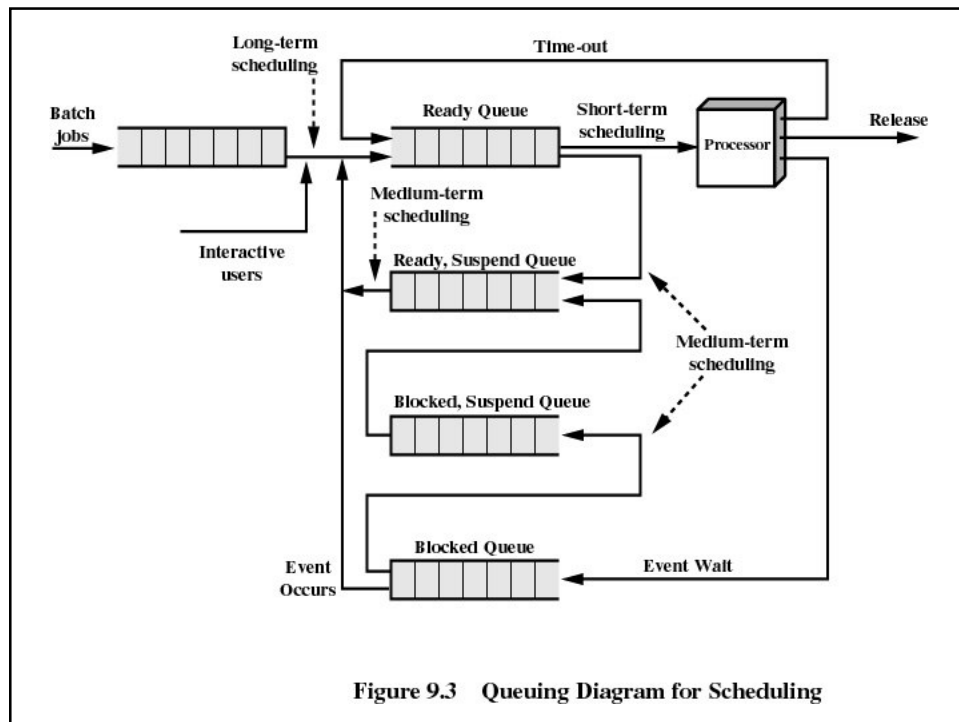 Long-term
scheduling
Time-out
Batch
jobs
Ready Queue
Short-term
scheduling
Processor
Release
Medium-term
scheduling
Interactive
users
Ready, Suspend Queue
Medium-term
scheduling
Blocked, Suspend Queue
Blocked Queue
Event
Occurs
Event Wait
Figure 9.3 Queuing Diagram for Scheduling